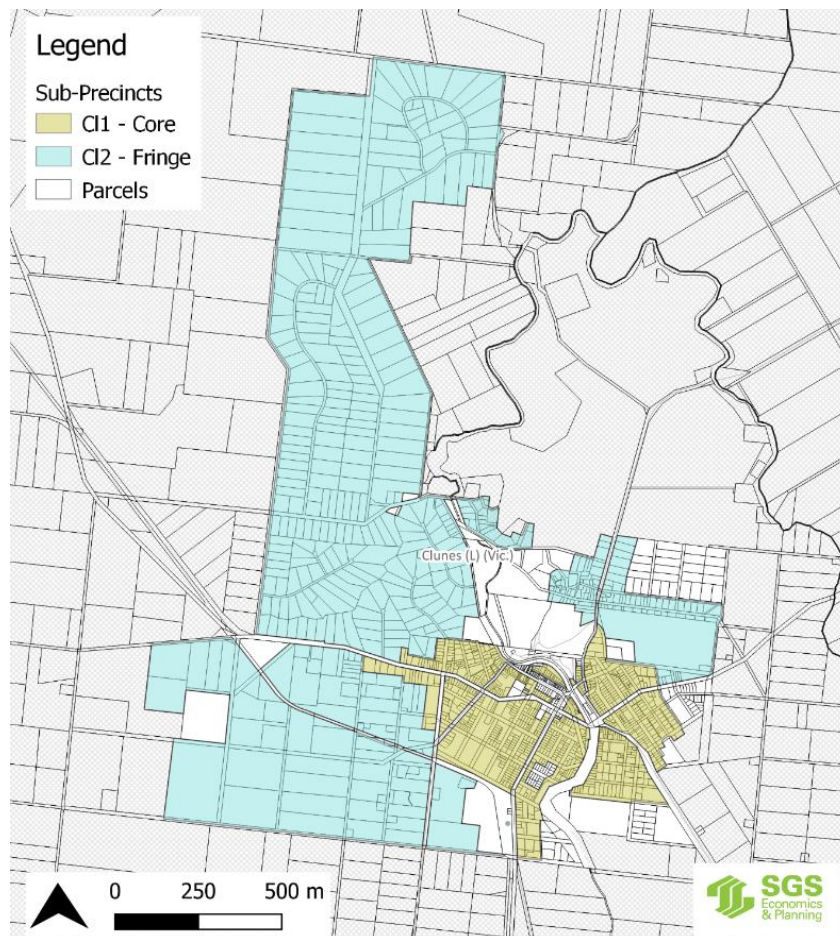 Legend
Sub-Precincts
Cl1 - Core
Cl2 - Fringe
Parcels
Clunes (L) (Vic.)
0 250 500 m
SGS
Economics
& Planning